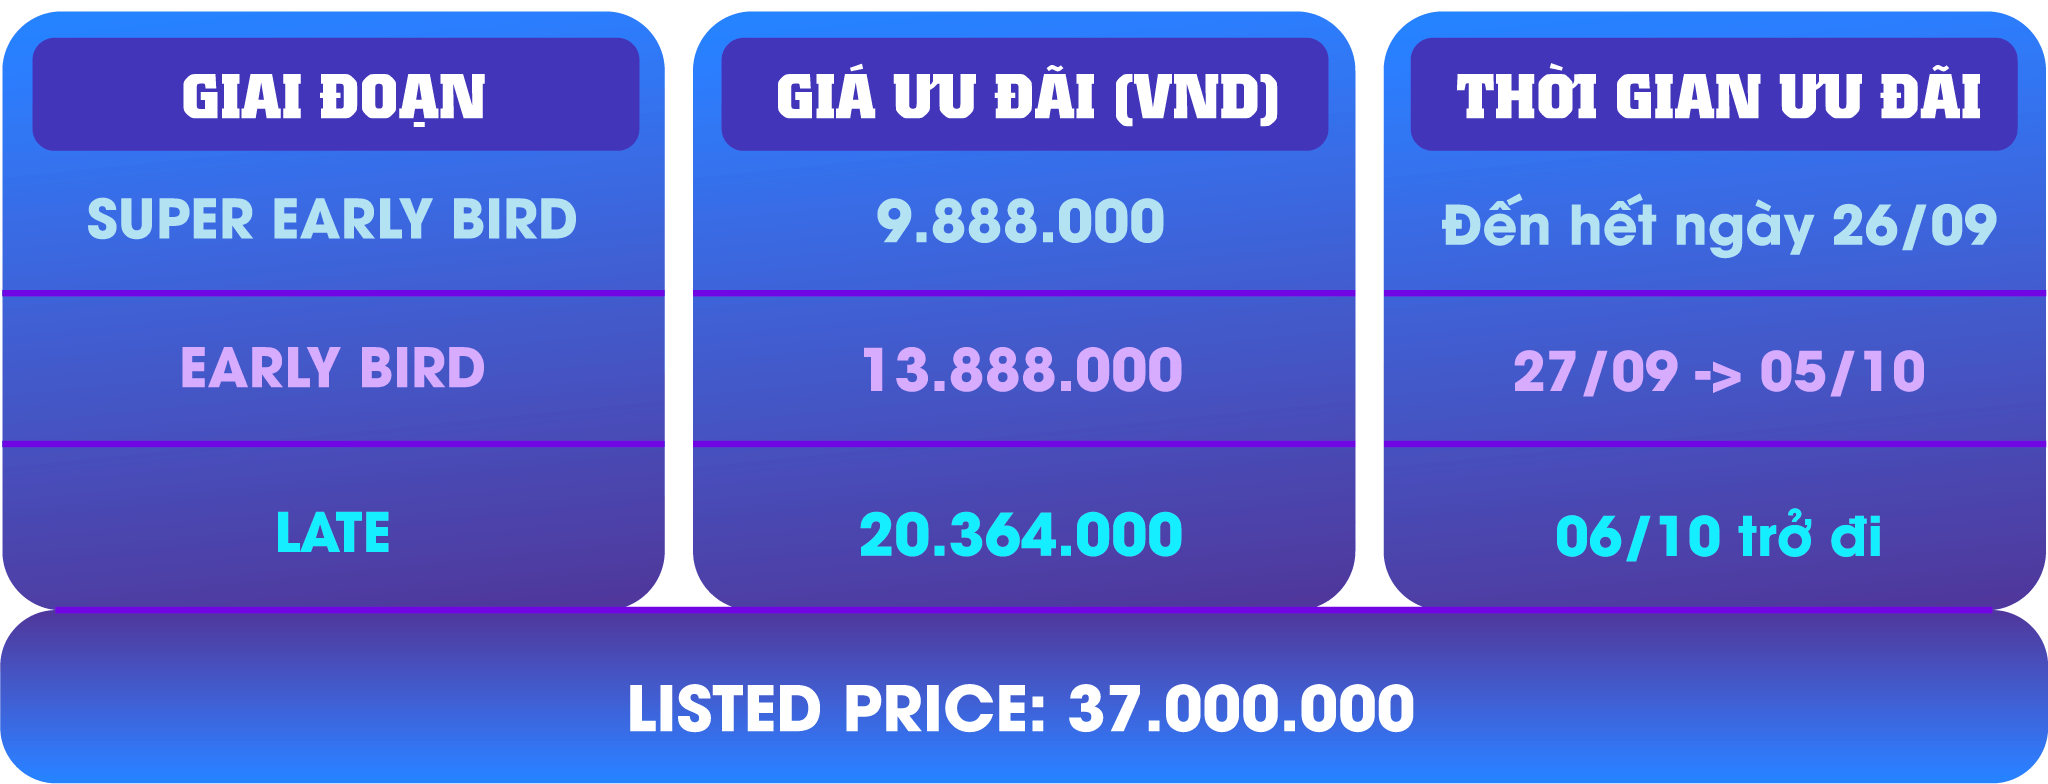 GIAI ĐOẠN GIÁ ƯU ĐÃI (VND) THỜI GIAN ƯU ĐÃI
SUPER EARLY BIRD 9.888.000 Đến hết ngày 26/09
EARLY BIRD 13.888.000 27/09 -> 05/10
LATE 20.364.000 06/10 trở đi
LISTED PRICE: 37.000.000